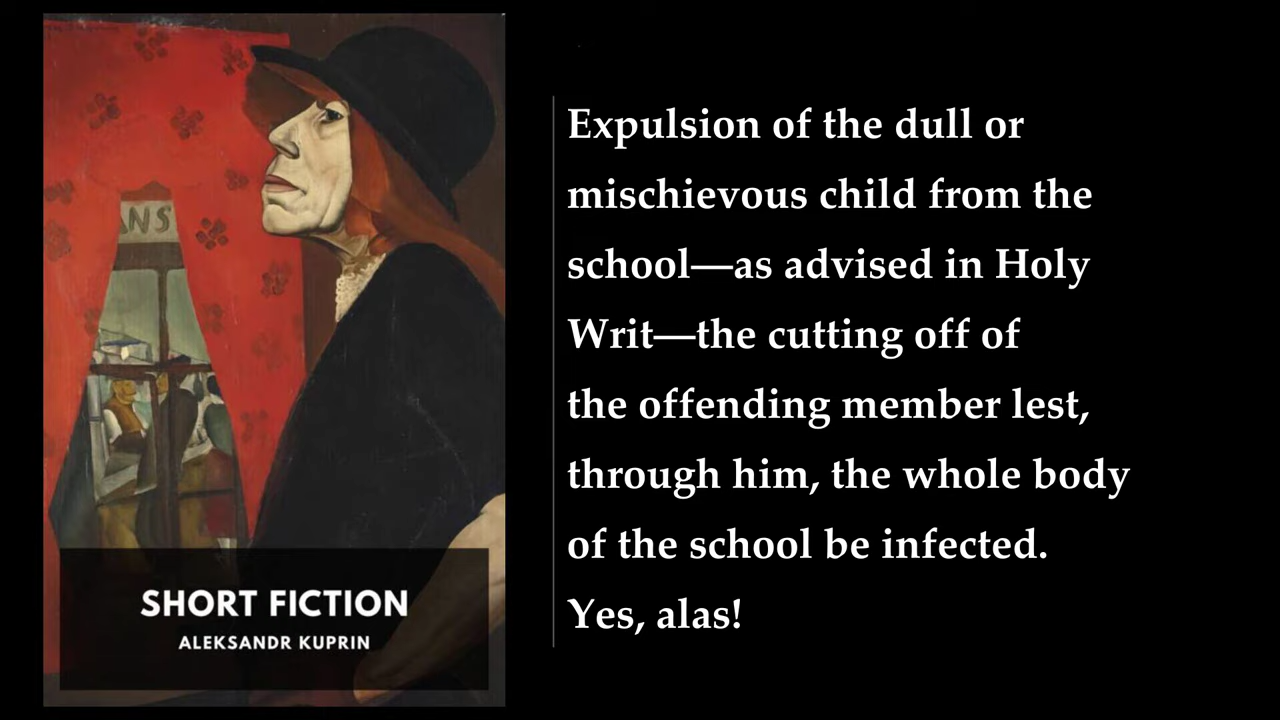 ANS
SHORT FICTION
ALEKSANDR KUPRIN
Expulsion of the dull or
mischievous child from the
school—as advised in Holy
Writ—the cutting off of
the offending member lest,
through him, the whole body
of the school be infected.
Yes, alas!